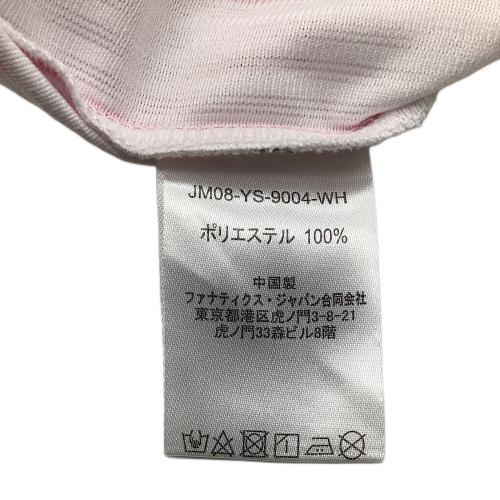 JM08-YS-9004-WH
ポリエステル 100%
中国製
ファナティクス・ジャパン合同会社
東京都港区虎ノ門3-8-21
虎ノ門33森ビル8階